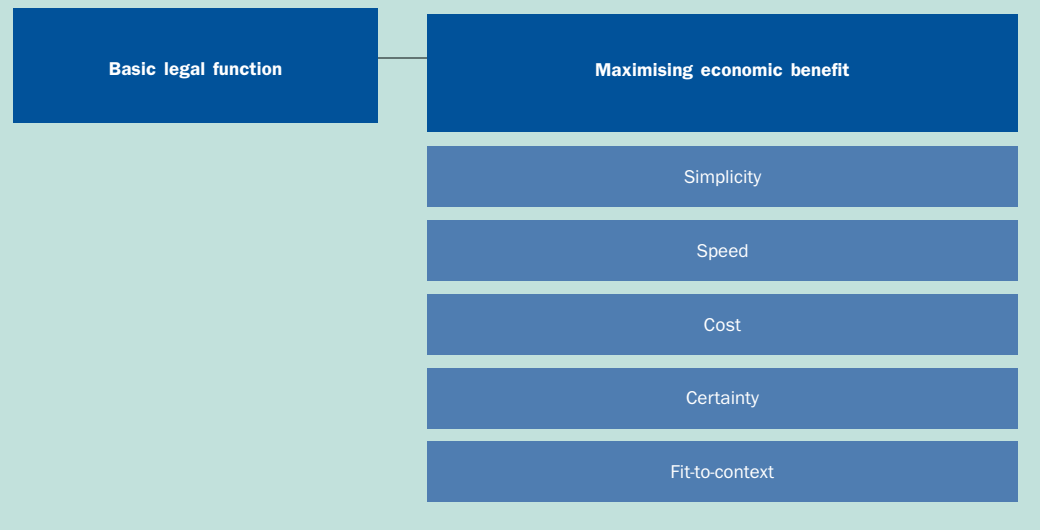 Basic legal function
Maximising economic benefit
Simplicity
Speed
Cost
Certainty
Fit-to-context